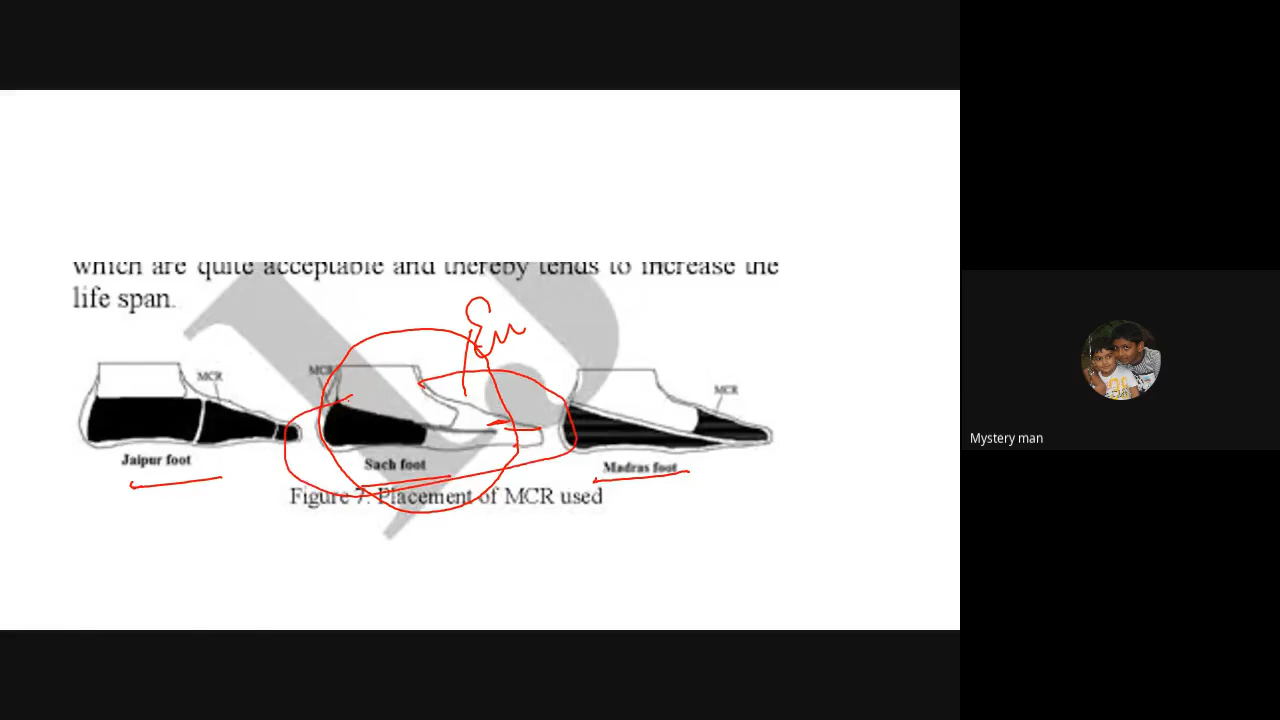 which are quite acceptable and thereby tends to increase the
life span.
MCR
MCR
MCR
Jaipur foot
Sach foot
Madras foot
Figure 7. Placement of MCR used
Mystery man